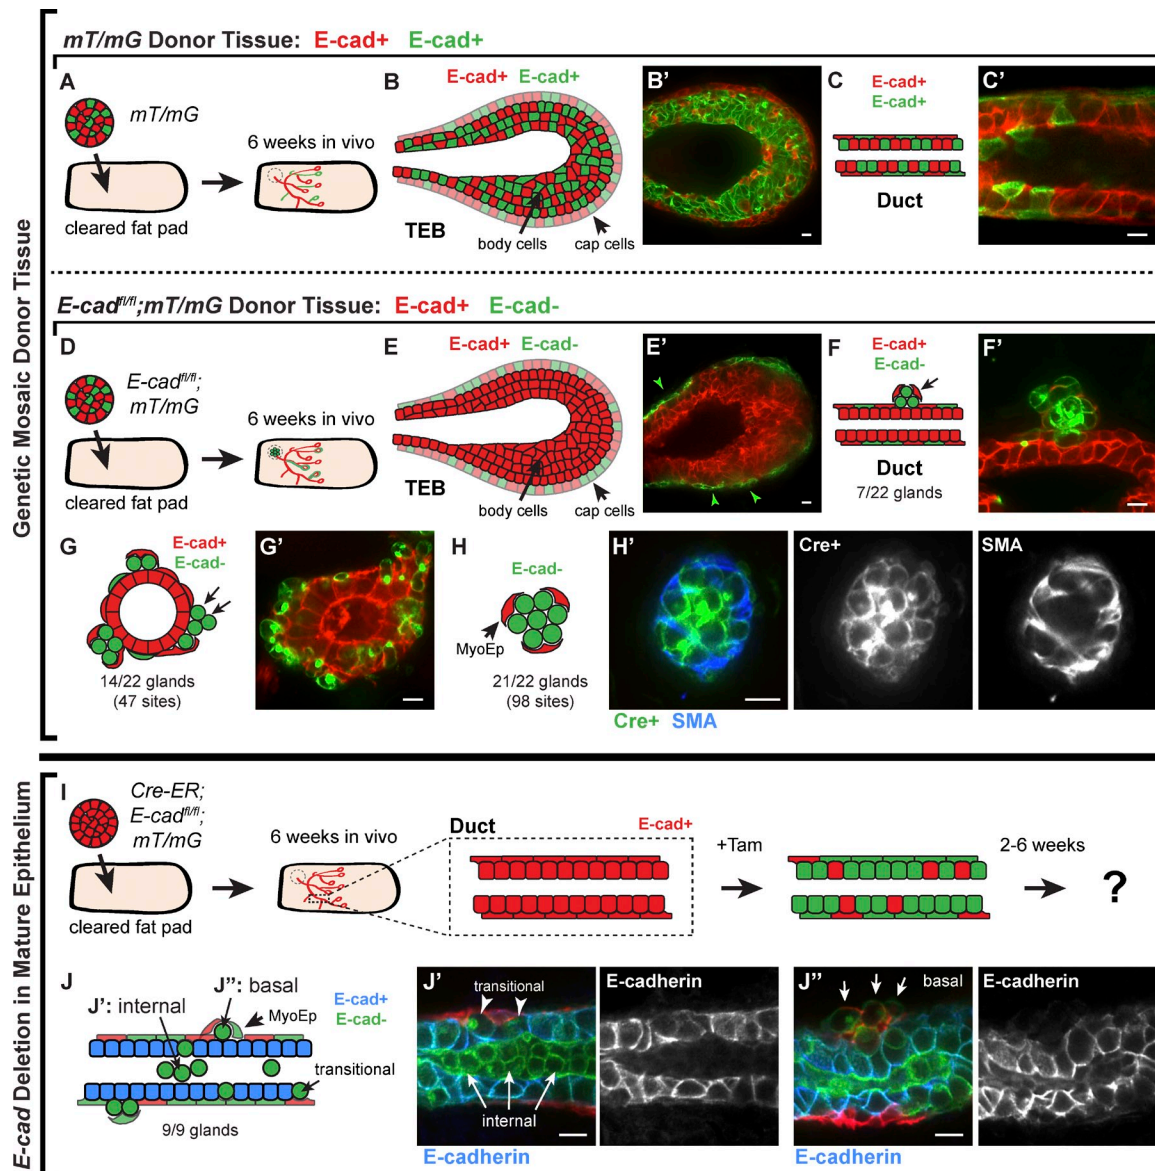 Genetic Mosaic Donor Tissue
mT/mG Donor Tissue: E-cad+ E-cad+
A
mT/mG
6 weeks in vivo
cleared fat pad
B
E-cad+ E-cad+
TEB
body cells
cap cells
B’
C
E-cad+
E-cad+
Duct
C’
E-cadfl/fl;mT/mG Donor Tissue: E-cad+ E-cad-
D
E-cadfl/fl;
mT/mG
6 weeks in vivo
cleared fat pad
E
E-cad+ E-cad-
TEB
body cells
cap cells
E’
F
E-cad+
E-cad-
Duct
7/22 glands
F’
G
E-cad+
E-cad-
14/22 glands
(47 sites)
G’
H
E-cad-
MyoEp
21/22 glands
(98 sites)
H’
Cre+ SMA
Cre+
SMA
E-cad Deletion in Mature Epithelium
I
Cre-ER;
E-cadfl/fl;
mT/mG
cleared fat pad
6 weeks in vivo
Duct
E-cad+
+Tam
2-6 weeks
?
J
J’: internal
J’’: basal
MyoEp
E-cad+
E-cad-
transitional
9/9 glands
J’
transitional
internal
E-cadherin
E-cadherin
J’’
basal
E-cadherin
E-cadherin